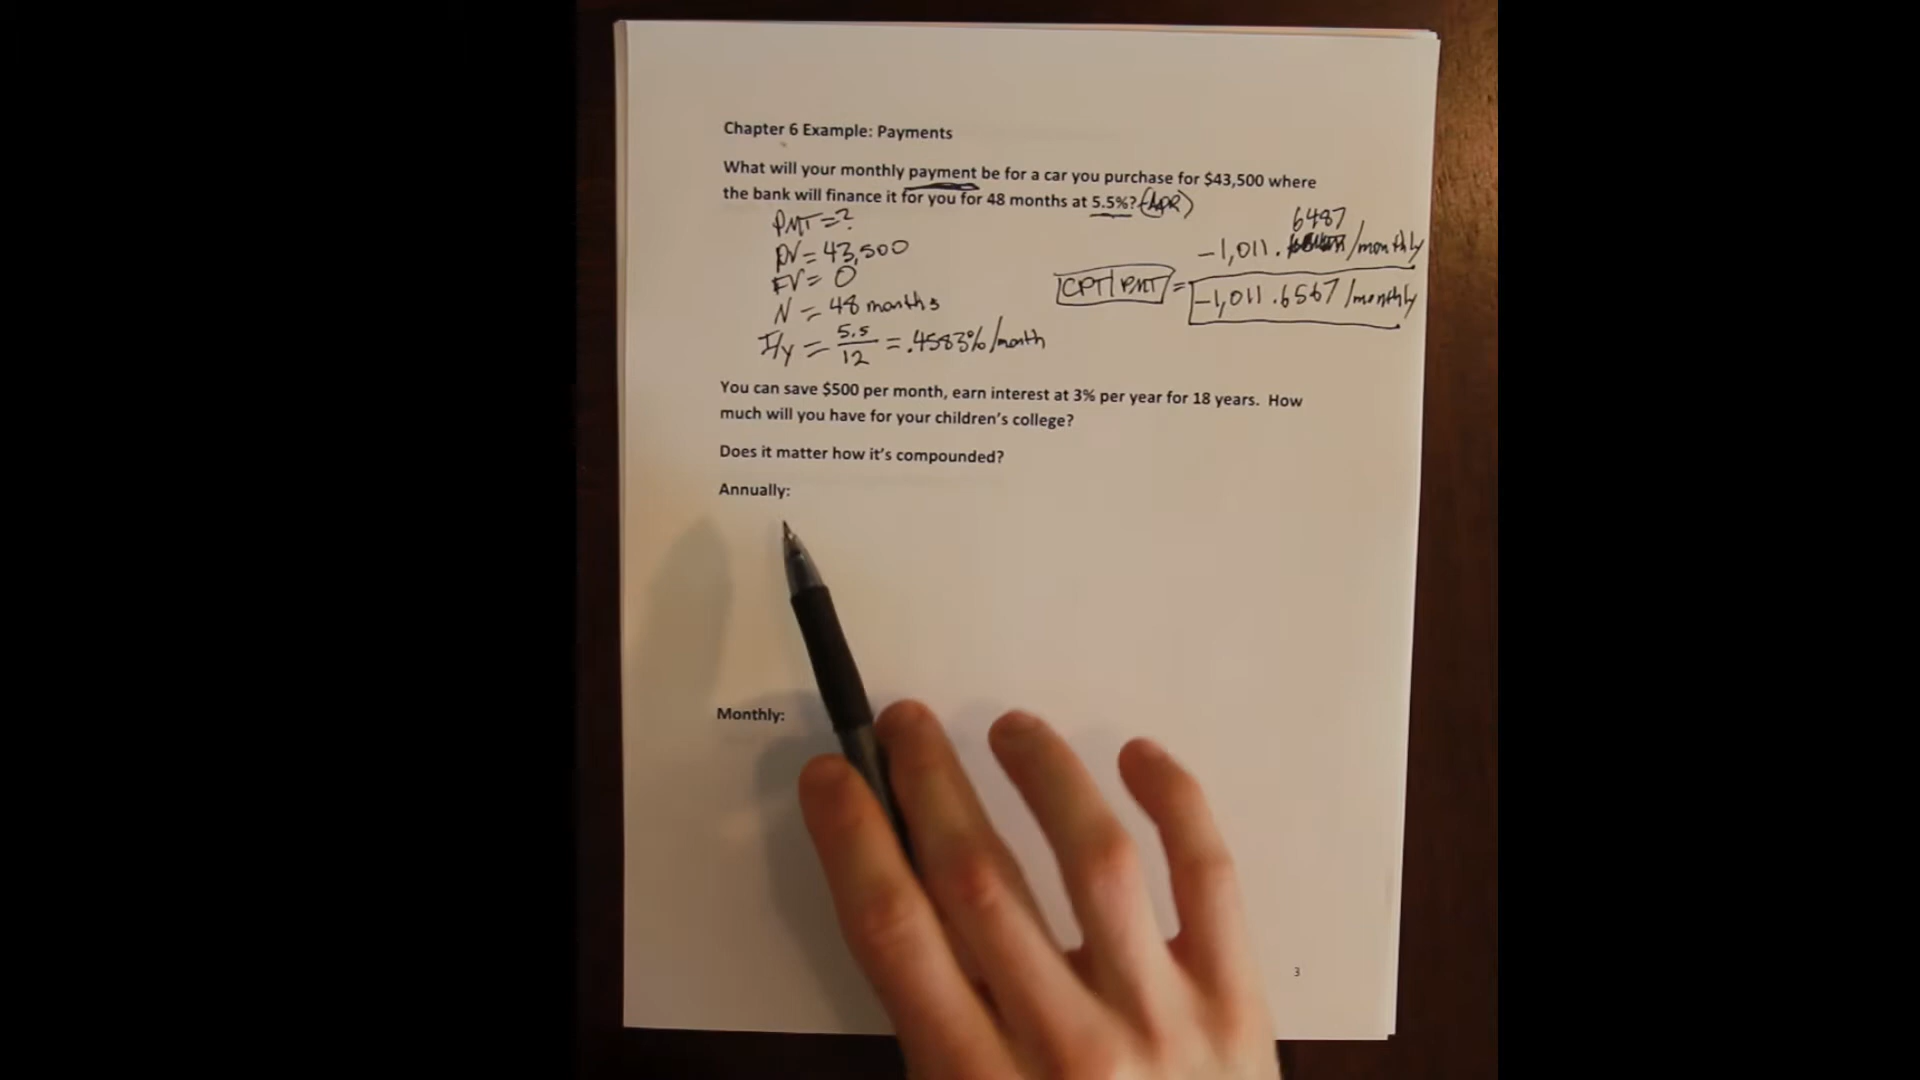 Chapter 6 Example: Payments
What will your monthly payment be for a car you purchase for $43,500 where
the bank will finance it for you for 48 months at 5.5%? (APR)
PMT = ?
PV = 43,500
FV = 0
N = 48 months
I/Y = 5.5/12 = .4583%/month
6487
-1,011. /monthly
CPT PMT = -1,011.6567/monthly
You can save $500 per month, earn interest at 3% per year for 18 years. How
much will you have for your children's college?
Does it matter how it's compounded?
Annually:
Monthly:
3